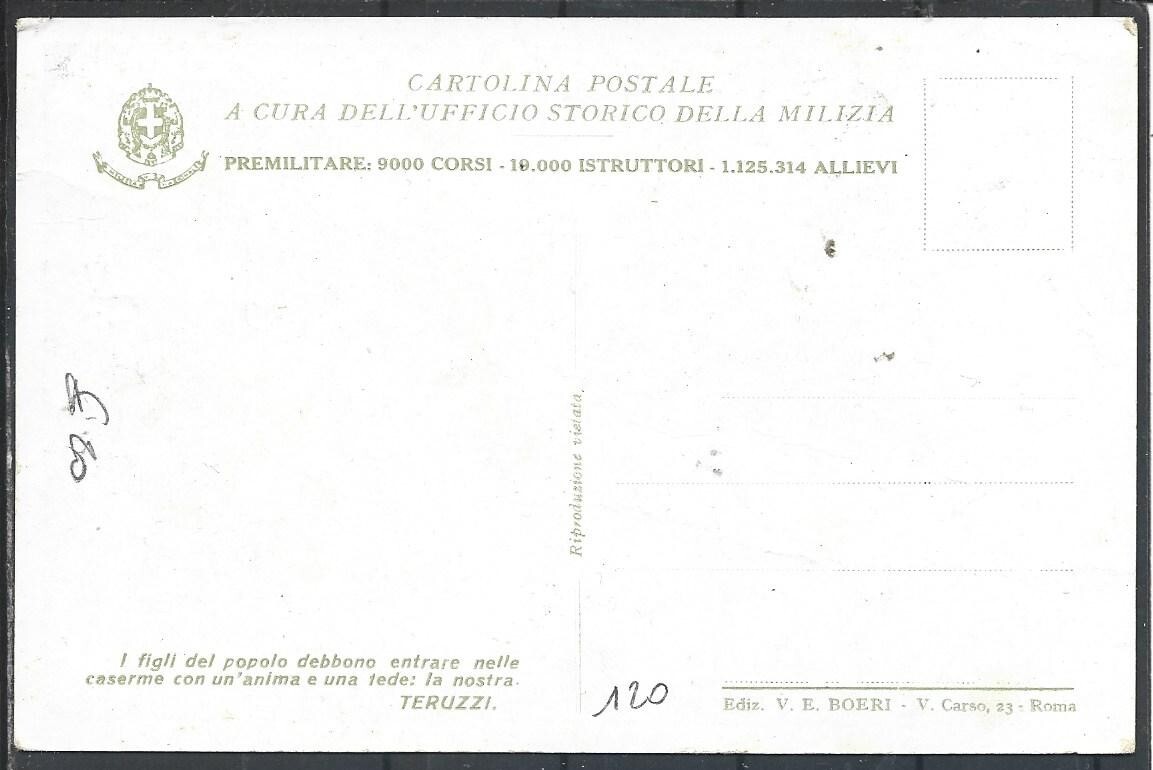 CARTOLINA POSTALE
A CURA DELL'UFFICIO STORICO DELLA MILIZIA
PREMILITARE: 9000 CORSI - 19.000 ISTRUTTORI - 1.125.314 ALLIEVI
Riproduzione vietata
I figli del popolo debbono entrare nelle
caserme con un'anima e una fede: la nostra.
TERUZZI.
120
Ediz. V. E. BOERI - V. Carso, 23 - Roma